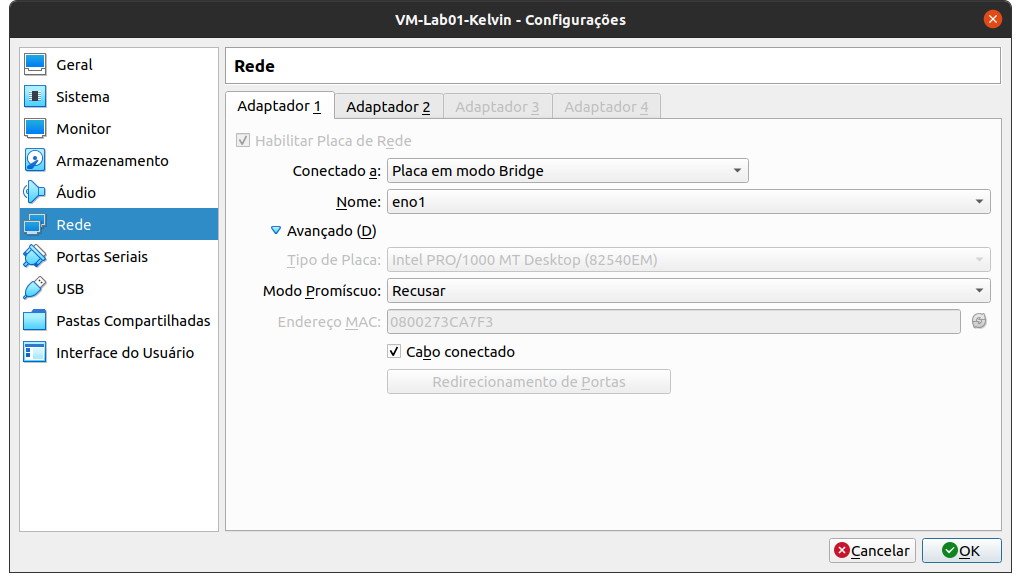 VM-Lab01-Kelvin - Configurações
Geral
Sistema
Monitor
Armazenamento
Áudio
Rede
Portas Seriais
USB
Pastas Compartilhadas
Interface do Usuário
Rede
Adaptador 1 Adaptador 2 Adaptador 3 Adaptador 4
Habilitar Placa de Rede
Conectado a: Placa em modo Bridge
Nome: eno1
Avançado (D)
Tipo de Placa: Intel PRO/1000 MT Desktop (82540EM)
Modo Promíscuo: Recusar
Endereço MAC: 0800273CA7F3
Cabo conectado
Redirecionamento de Portas
Cancelar OK